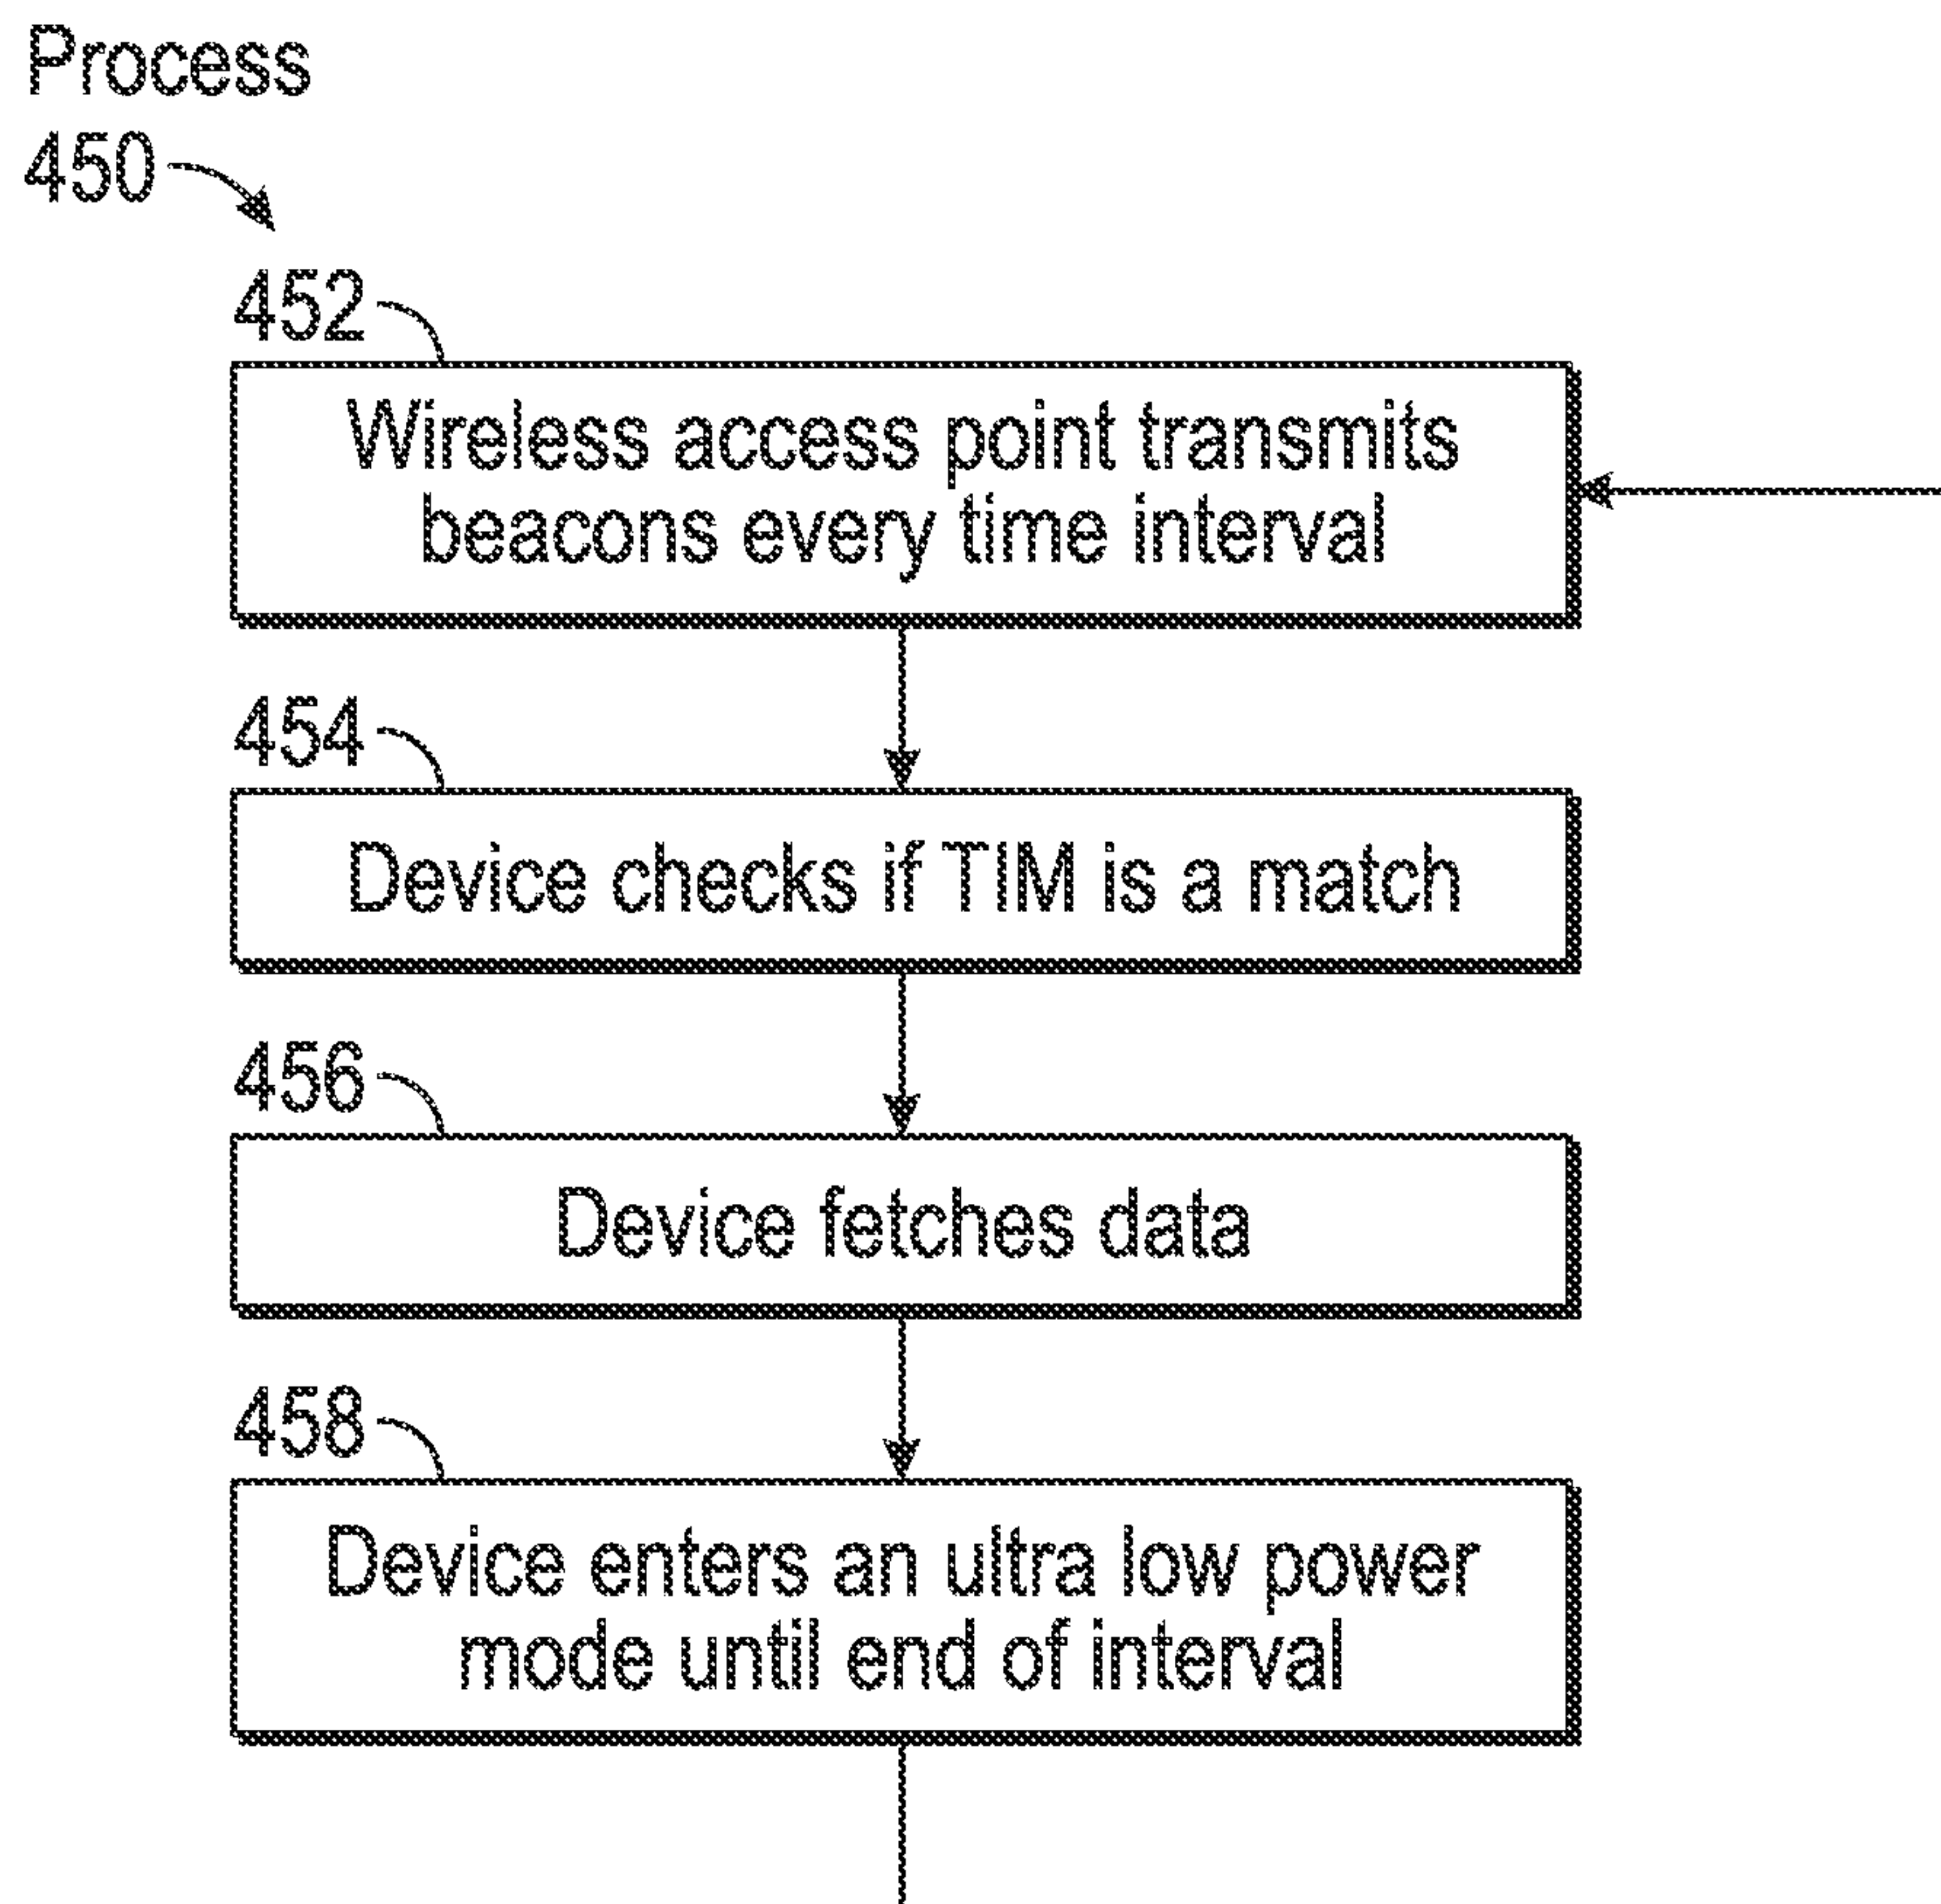 Process
450
452
Wireless access point transmits
beacons every time interval
454
Device checks if TIM is a match
456
Device fetches data
458
Device enters an ultra low power
mode until end of interval